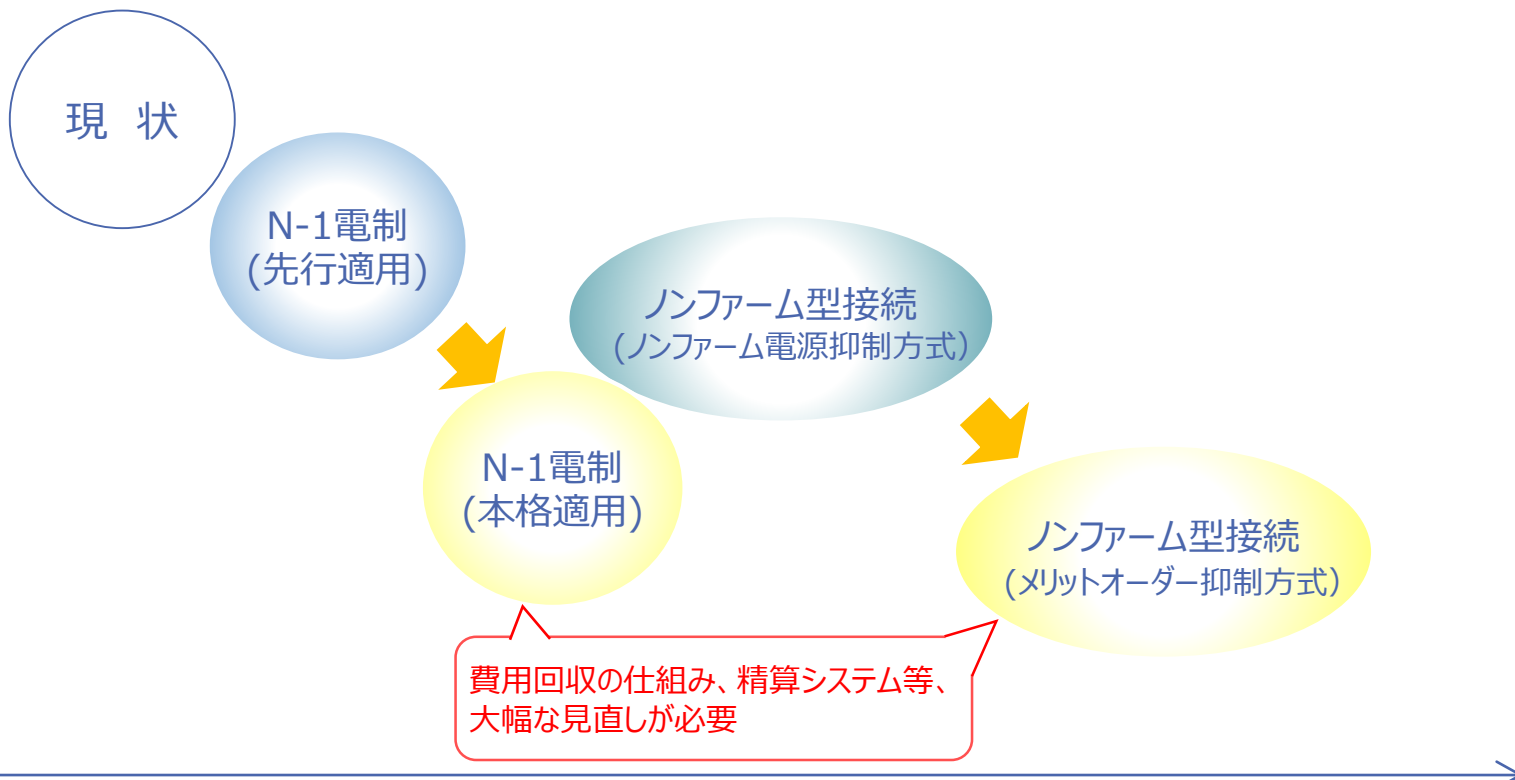 現 状
N-1電制
(先行適用)
ノンファーム型接続
(ノンファーム電源抑制方式)
N-1電制
(本格適用)
ノンファーム型接続
(メリットオーダー抑制方式)
費用回収の仕組み、精算システム等、
大幅な見直しが必要